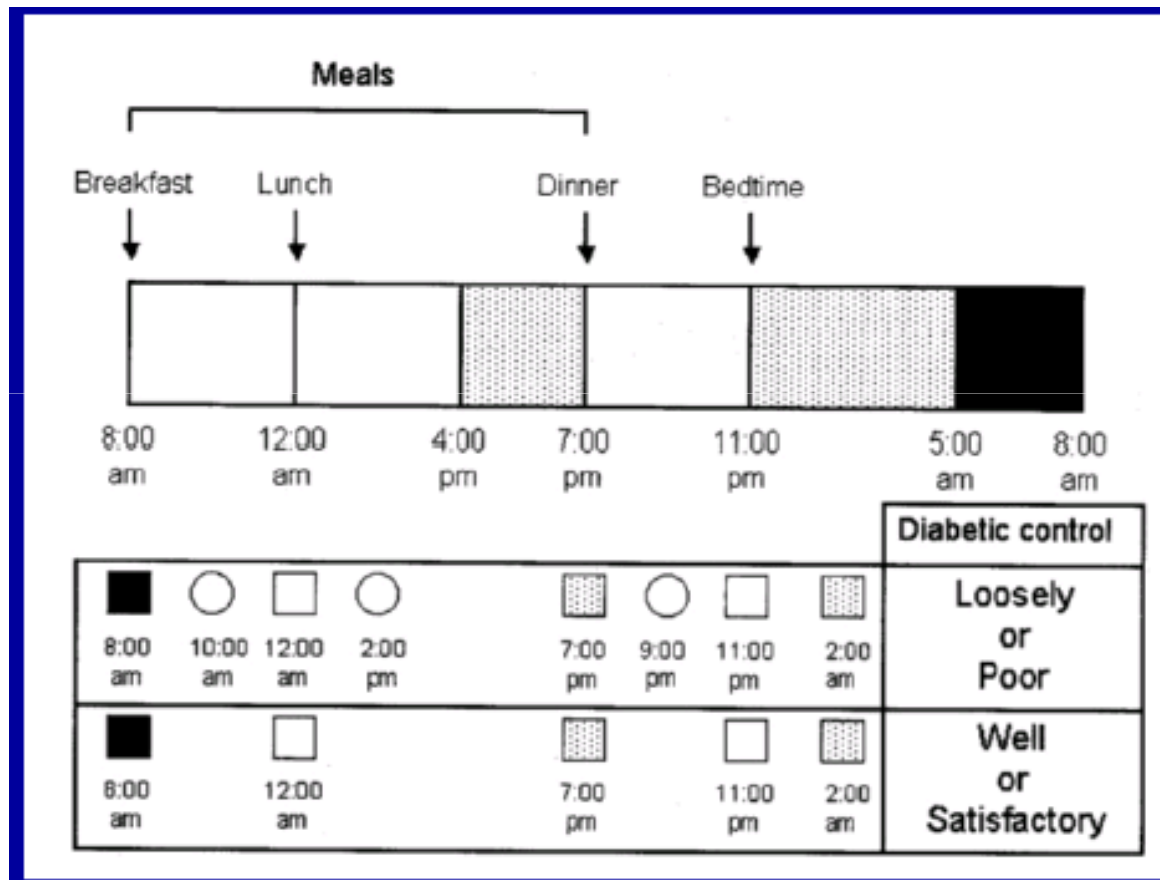 Meals
Breakfast Lunch Dinner Bedtime
8:00 12:00 4:00 7:00 11:00 5:00 8:00
am am pm pm pm am am
Diabetic control
8:00 10:00 12:00 2:00 7:00 9:00 11:00 2:00
am am am pm pm pm pm am
Loosely
or
Poor
8:00 12:00 7:00 11:00 2:00
am am pm pm am
Well
or
Satisfactory